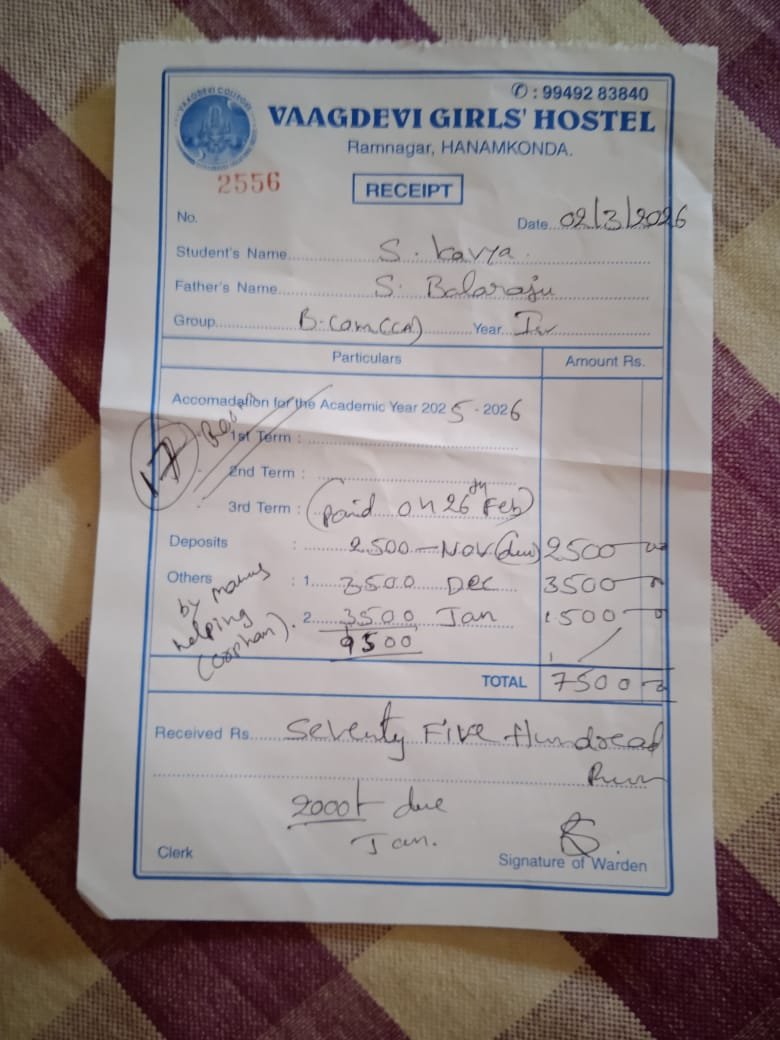 ✆ : 99492 83840
VAAGDEVI GIRLS' HOSTEL
Ramnagar, HANAMKONDA.
2556
RECEIPT
No.
Date 02/3/2026
Student's Name S. Kavya
Father's Name S. Balaraju
Group B.Com(CA) Year
Particulars Amount Rs.
Accomadation for the Academic Year 2025-2026
1st Term :
2nd Term :
3rd Term : (Paid on 26 Feb)
Deposits : 2500 - Nov (due) 2500
Others : 1. 3500 Dec 3500
2. 3500 Jan 1500
9500
by
helping
(orphan).
TOTAL 7500
Received Rs. Seventy Five Hundread
2000 due
Jan.
Clerk
Signature of Warden